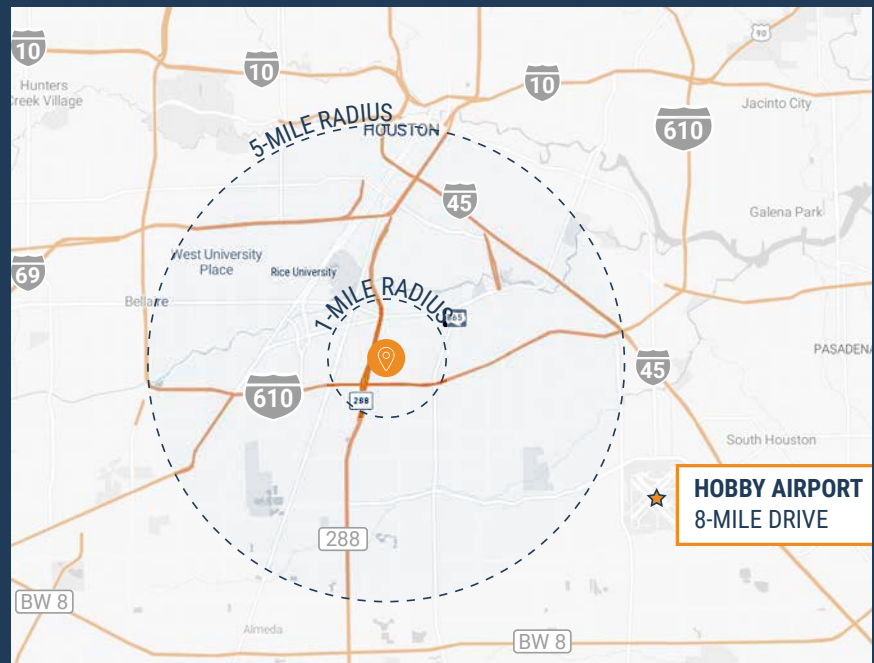 10
10
10
90
Hunters
Creek Village
Jacinto City
5-MILE RADIUS
HOUSTON
610
45
Galena Park
West University
Place
Rice University
69
Bellaire
1-MILE RADIUS
PASADENA
45
610
288
South Houston
HOBBY AIRPORT
8-MILE DRIVE
288
BW 8
Almeda
BW 8